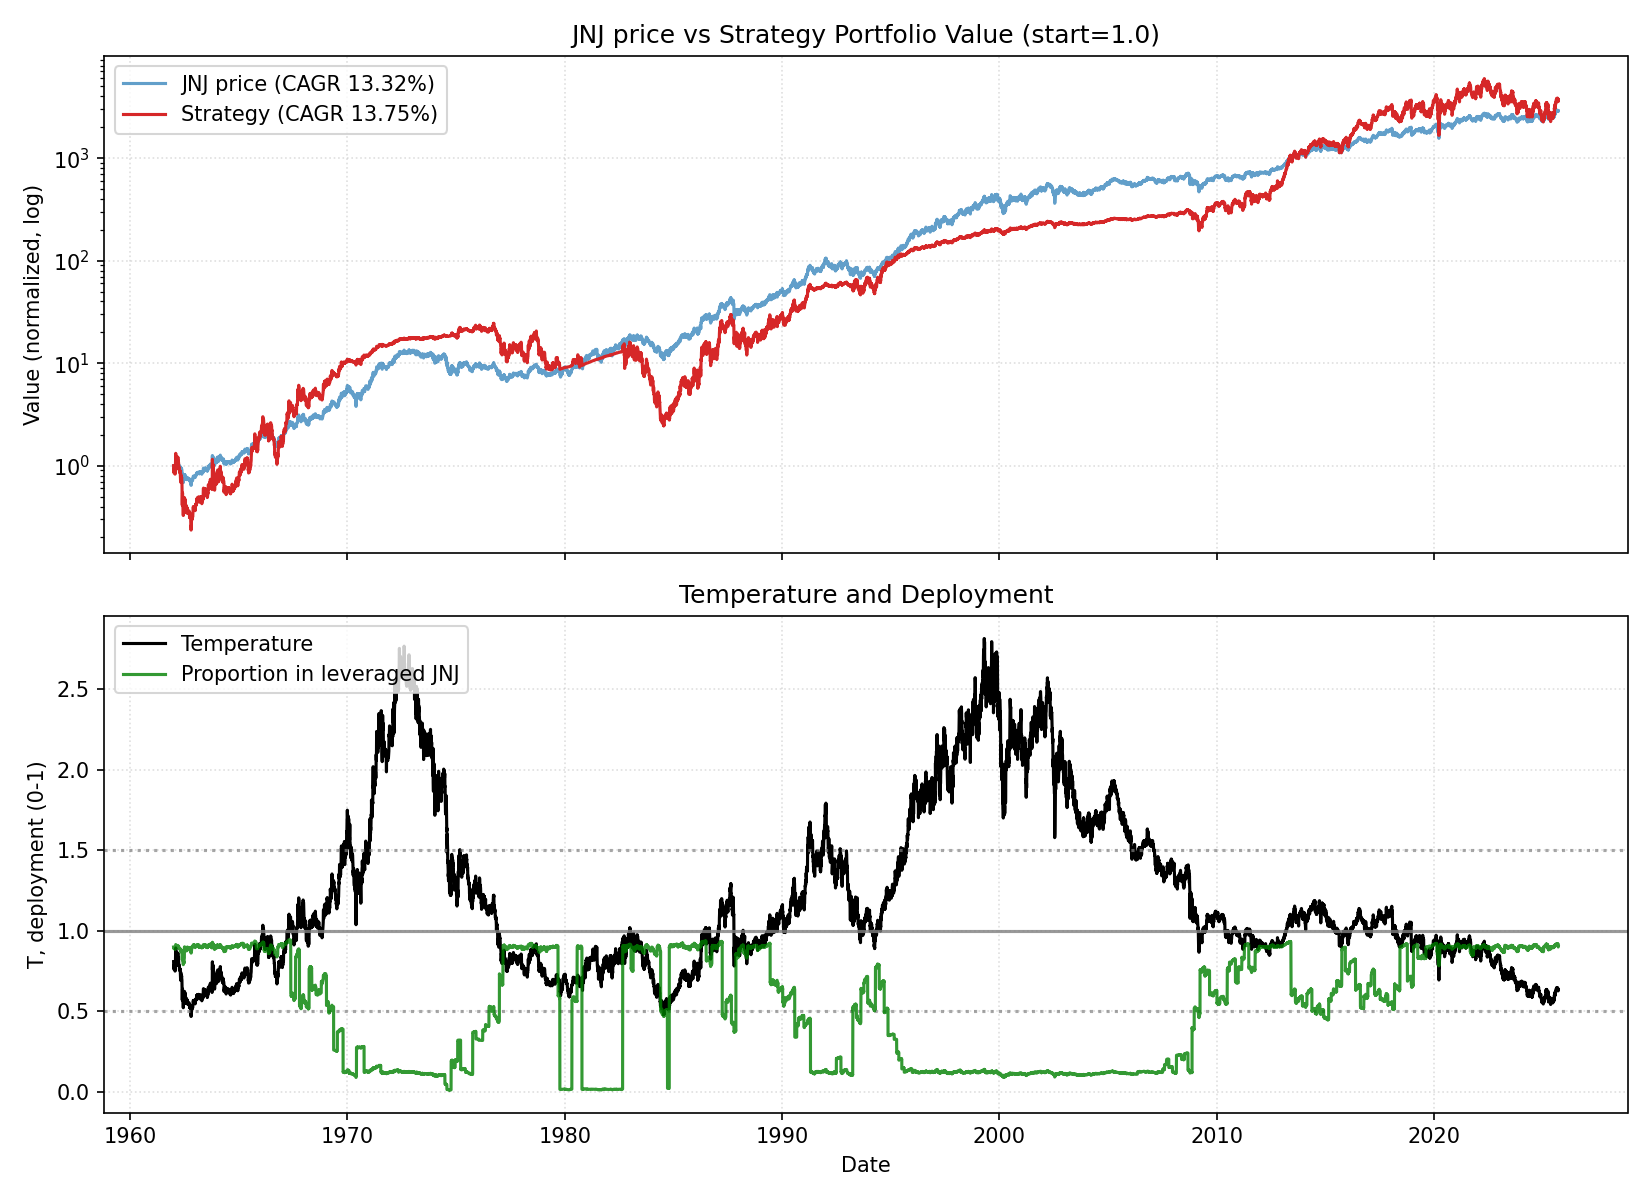 JNJ price vs Strategy Portfolio Value (start=1.0)
JNJ price (CAGR 13.32%)
Strategy (CAGR 13.75%)
Value (normalized, log)
10³
10²
10¹
10⁰
Temperature and Deployment
Temperature
Proportion in leveraged JNJ
T, deployment (0-1)
2.5
2.0
1.5
1.0
0.5
0.0
1960 1970 1980 1990 2000 2010 2020
Date